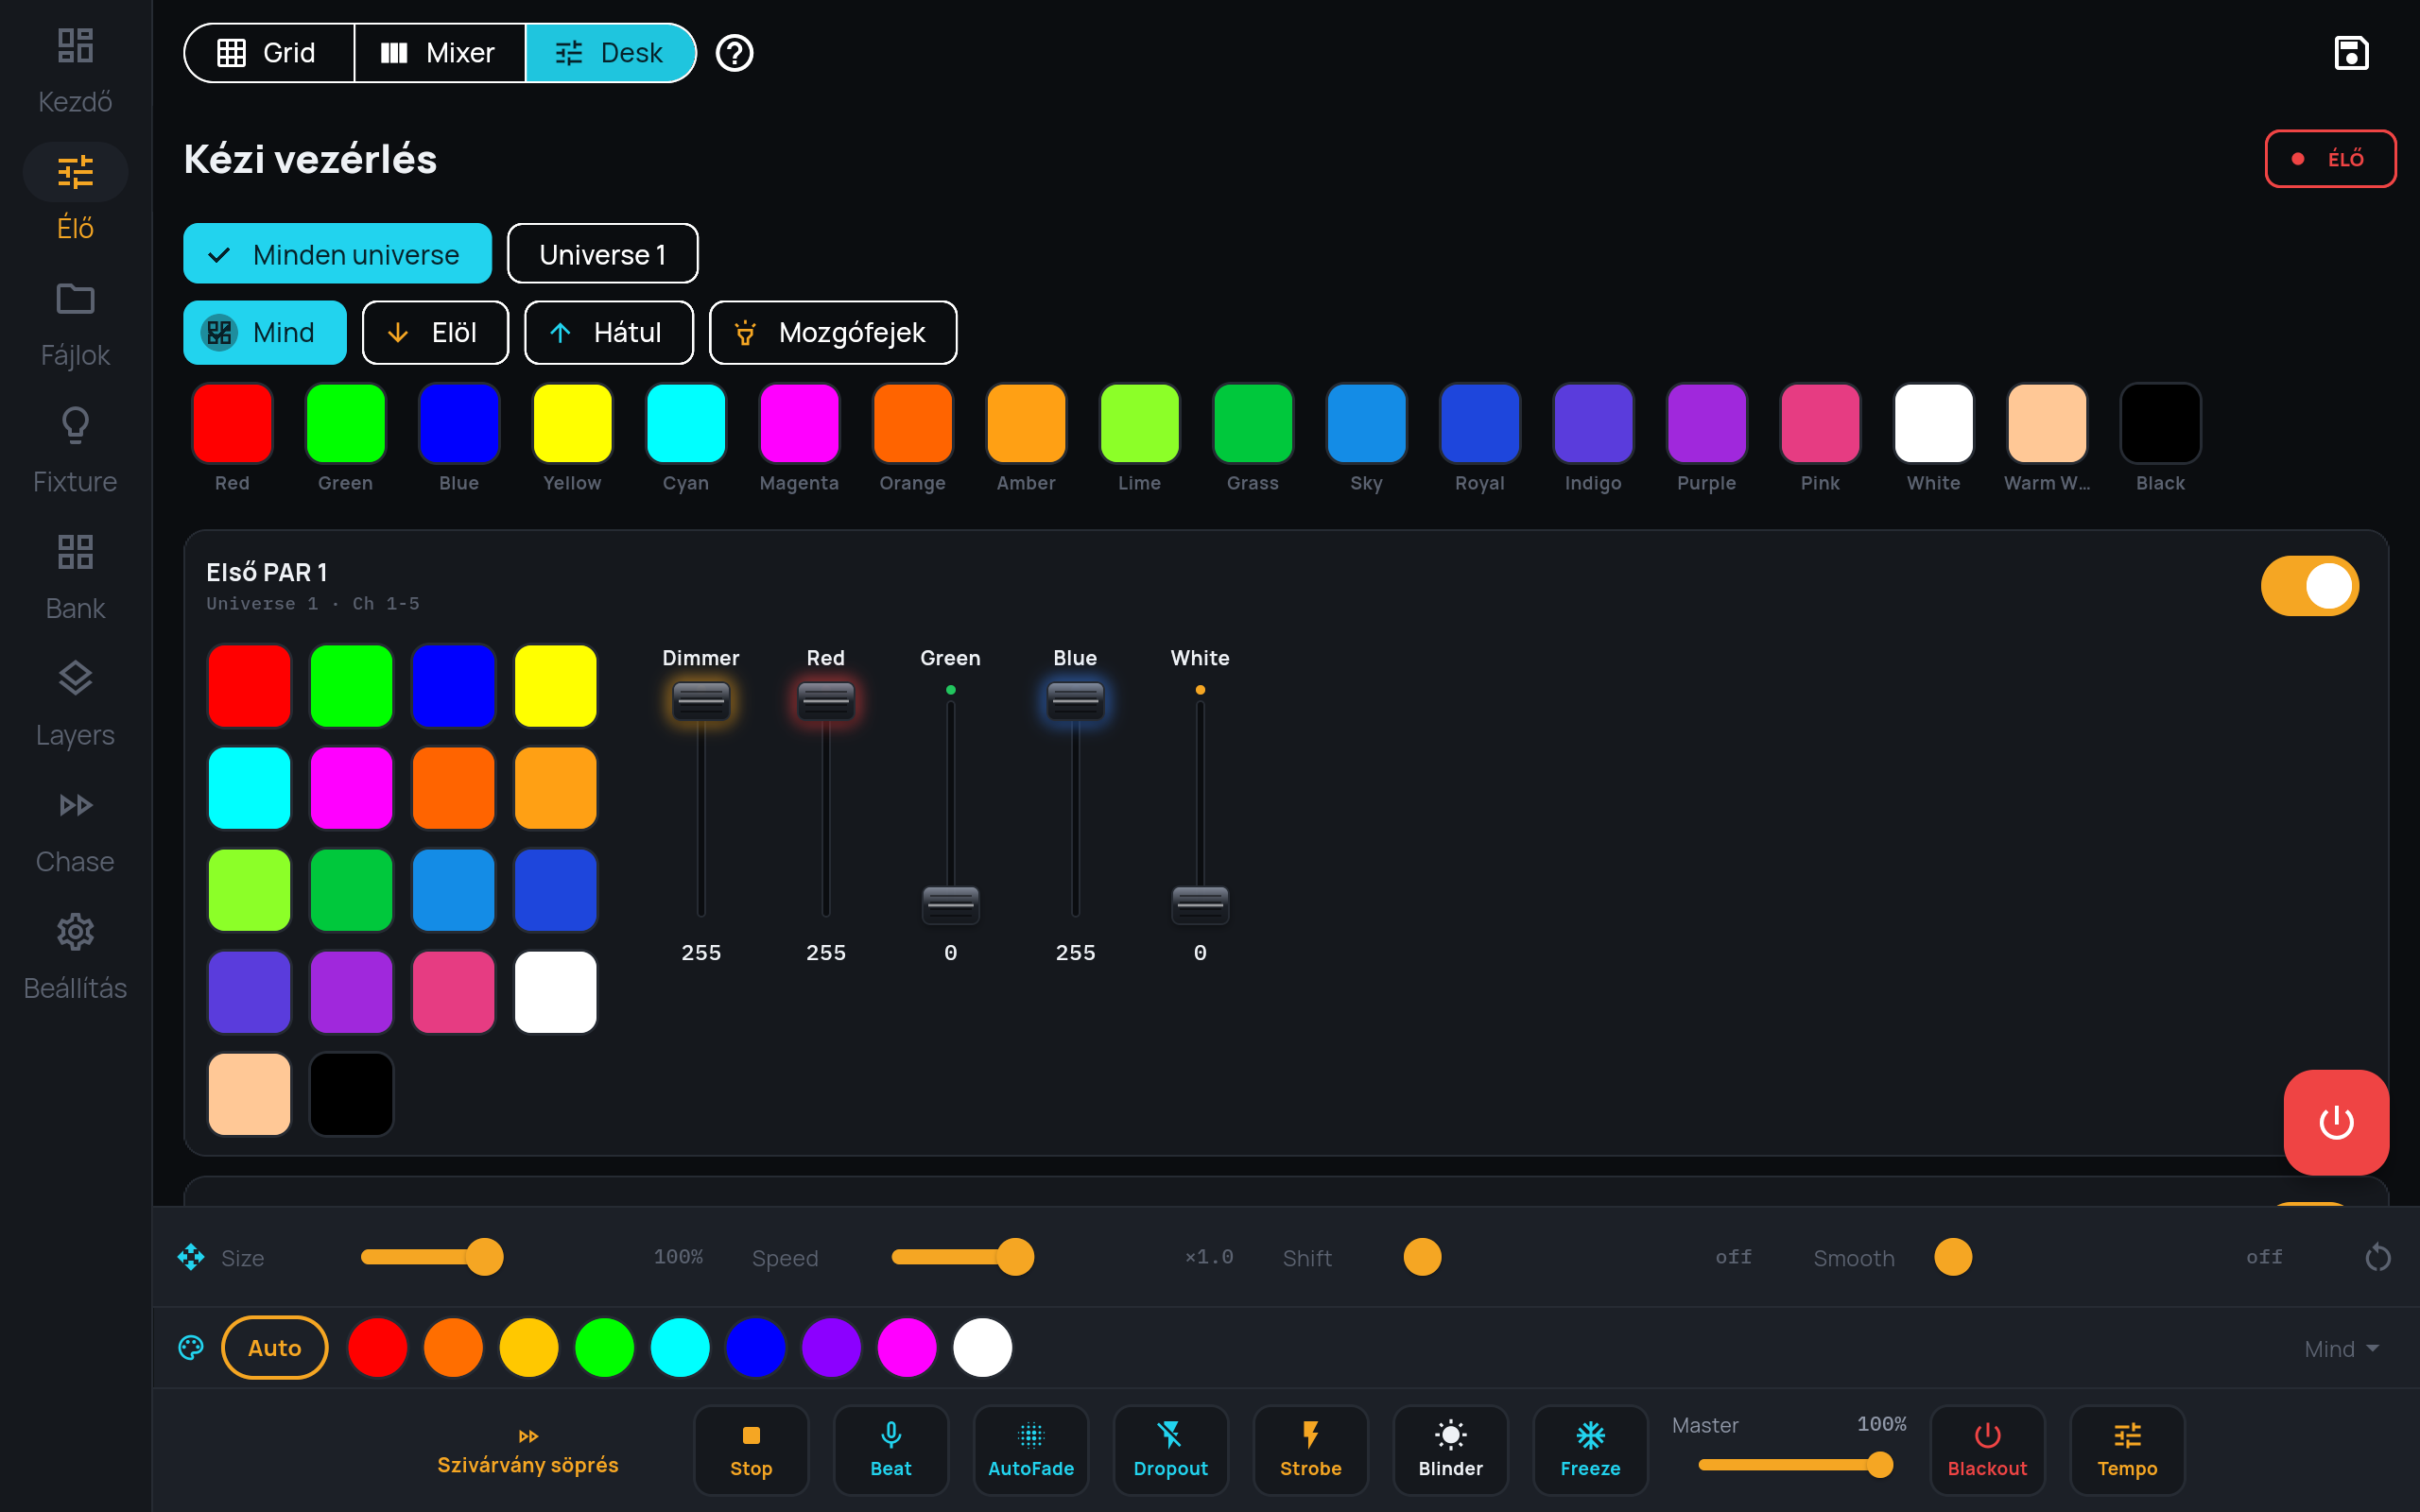 Kezdő
Élő
Fájlok
Fixture
Bank
Layers
Chase
Beállítás
Grid Mixer Desk
Kézi vezérlés
ÉLŐ
Minden universe Universe 1
Mind Elöl Hátul Mozgófejek
Red Green Blue Yellow Cyan Magenta Orange Amber Lime Grass Sky Royal Indigo Purple Pink White Warm W... Black
Első PAR 1
Universe 1 · Ch 1-5
Dimmer Red Green Blue White
255 255 0 255 0
Size 100% Speed ×1.0 Shift off Smooth off
Auto Mind
Szivárvány söprés
Stop Beat AutoFade Dropout Strobe Blinder Freeze
Master 100%
Blackout Tempo